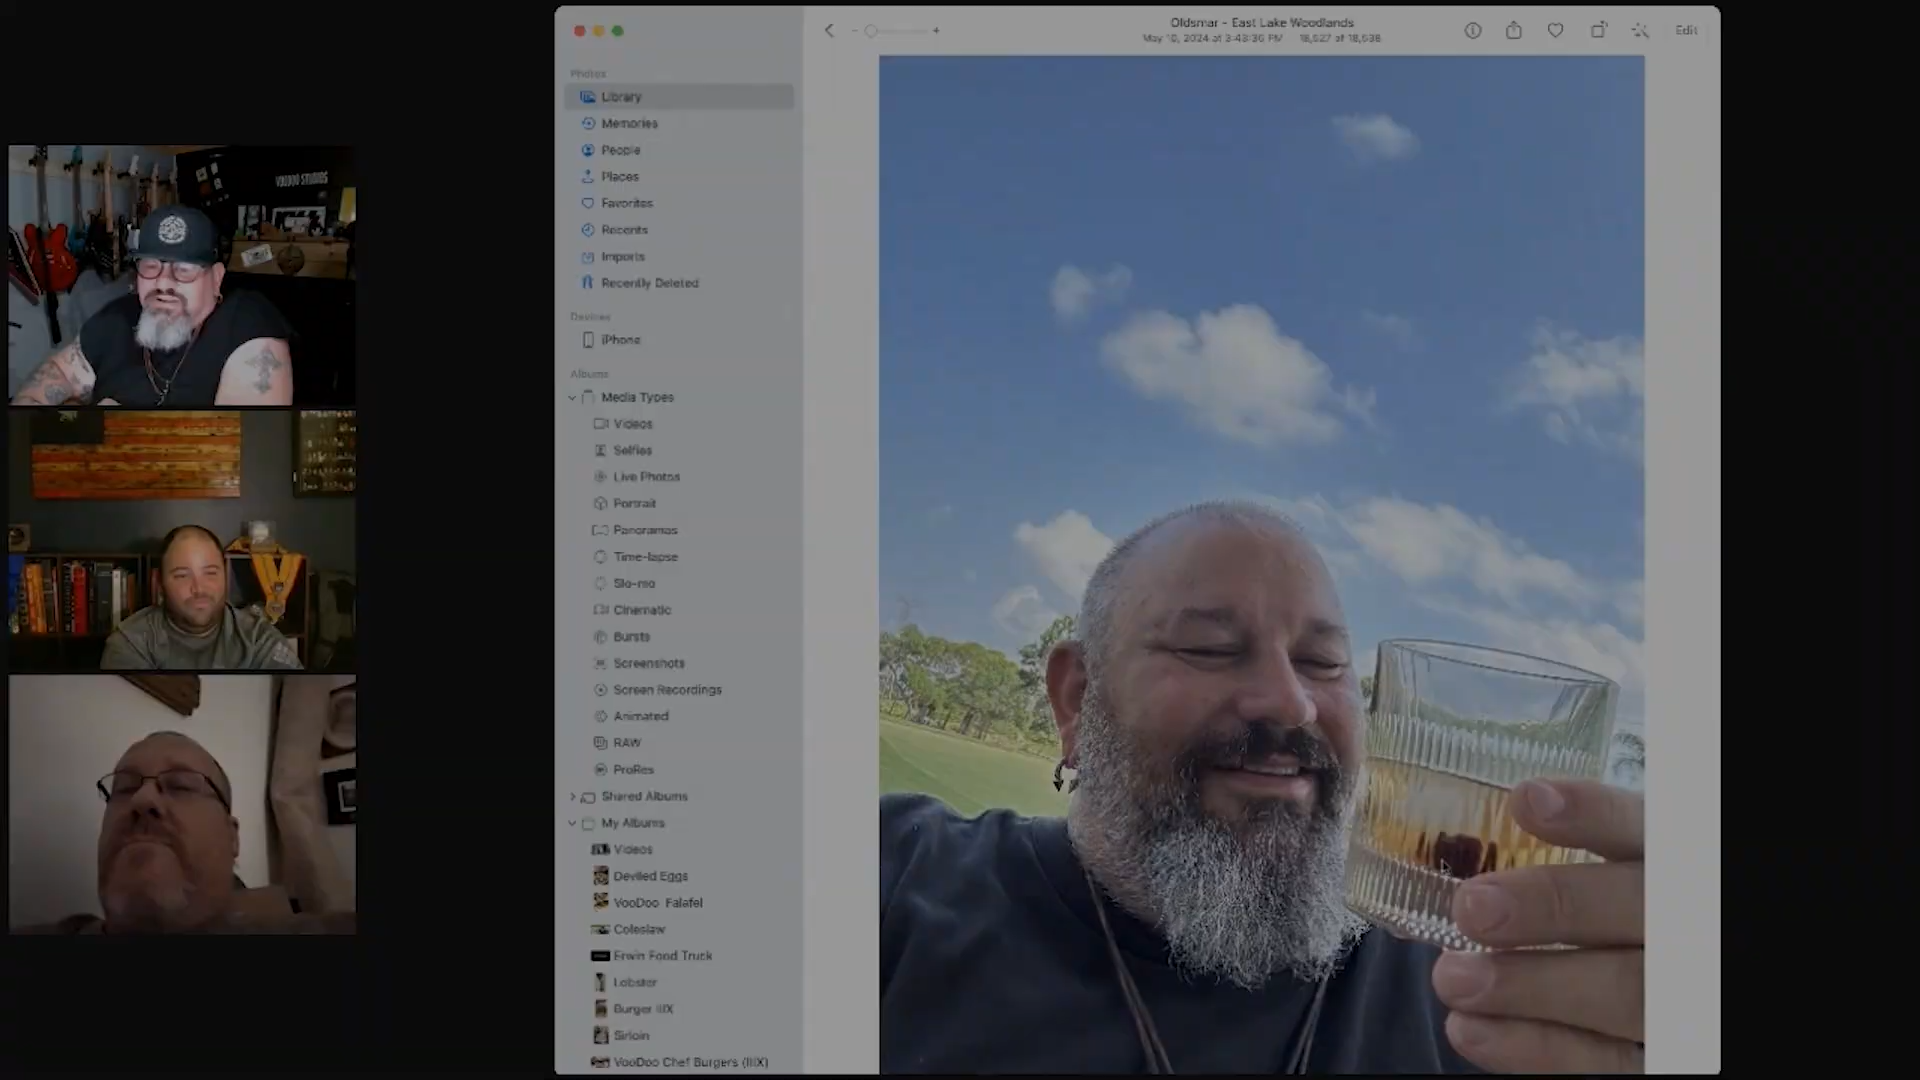 VOODOO STUDIOS
Oldsmar - East Lake Woodlands
May 10, 2024 at 3:43:36 PM 18,527 of 18,538
Edit
Photos
Library
Memories
People
Places
Favorites
Recents
Imports
Recently Deleted
Devices
iPhone
Albums
Media Types
Videos
Selfies
Live Photos
Portrait
Panoramas
Time-lapse
Slo-mo
Cinematic
Bursts
Screenshots
Screen Recordings
Animated
RAW
ProRes
Shared Albums
My Albums
Videos
Deviled Eggs
VooDoo Falafel
Coleslaw
Erwin Food Truck
Lobster
Burger IIIX
Sirloin
VooDoo Chef Burgers (IIIX)